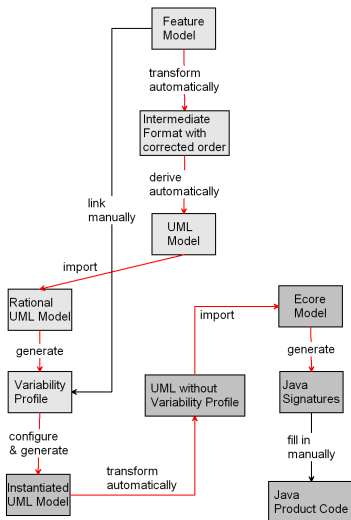 Feature
Model
transform
automatically
Intermediate
Format with
corrected order
derive
automatically
link
manually
UML
Model
import
Rational
UML Model
generate
Variability
Profile
configure
& generate
Instantiated
UML Model
transform
automatically
UML without
Variability Profile
import
Ecore
Model
generate
Java
Signatures
fill in
manually
Java
Product Code